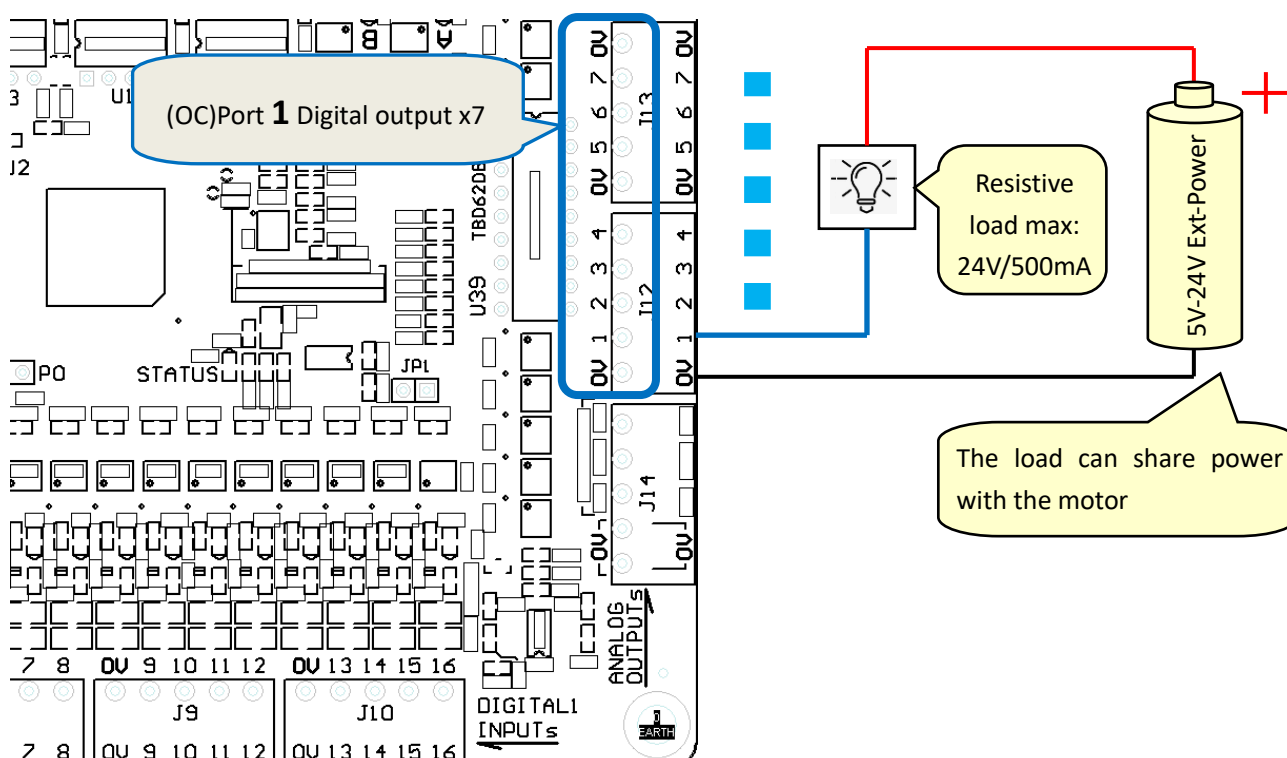 B
A
3
U1
J2
(OC)Port 1 Digital output x7
0V
7
6
5
0V
J13
0V
7
6
5
0V
TBD62DB
U39
4
3
2
1
0V
J12
4
3
2
1
0V
Resistive
load max:
24V/500mA
5V-24V Ext-Power
+
The load can share power
with the motor
P0
STATUS
JP1
J14
0V
0V
ANALOG
OUTPUTs
7 8 0V 9 10 11 12 0V 13 14 15 16
J9
J10
DIGITAL1
INPUTs
EARTH
7 8 0V 9 10 11 12 0V 13 14 15 16